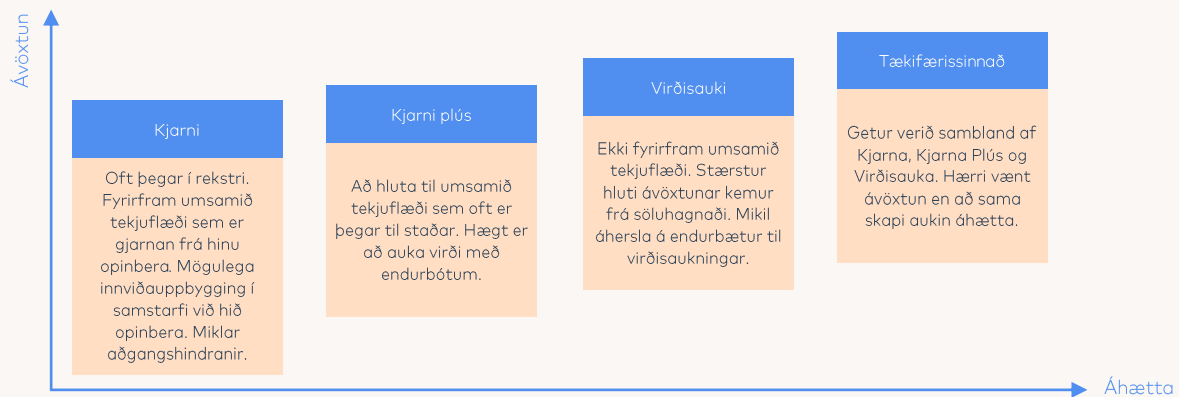 Ávöxtun
Kjarni
Oft þegar í rekstri.
Fyrirfram umsamið
tekjuflæði sem er
gjarnan frá hinu
opinbera. Mögulega
innviðauppbygging í
samstarfi við hið
opinbera. Miklar
aðgangshindranir.
Kjarni plús
Að hluta til umsamið
tekjuflæði sem oft er
þegar til staðar. Hægt er
að auka virði með
endurbótum.
Virðisauki
Ekki fyrirfram umsamið
tekjuflæði. Stærstur
hluti ávöxtunar kemur
frá söluhagnaði. Mikil
áhersla á endurbætur til
virðisaukningar.
Tækifærissinnað
Getur verið sambland af
Kjarna, Kjarna Plús og
Virðisauka. Hærri vænt
ávöxtun en að sama
skapi aukin áhætta.
Áhætta